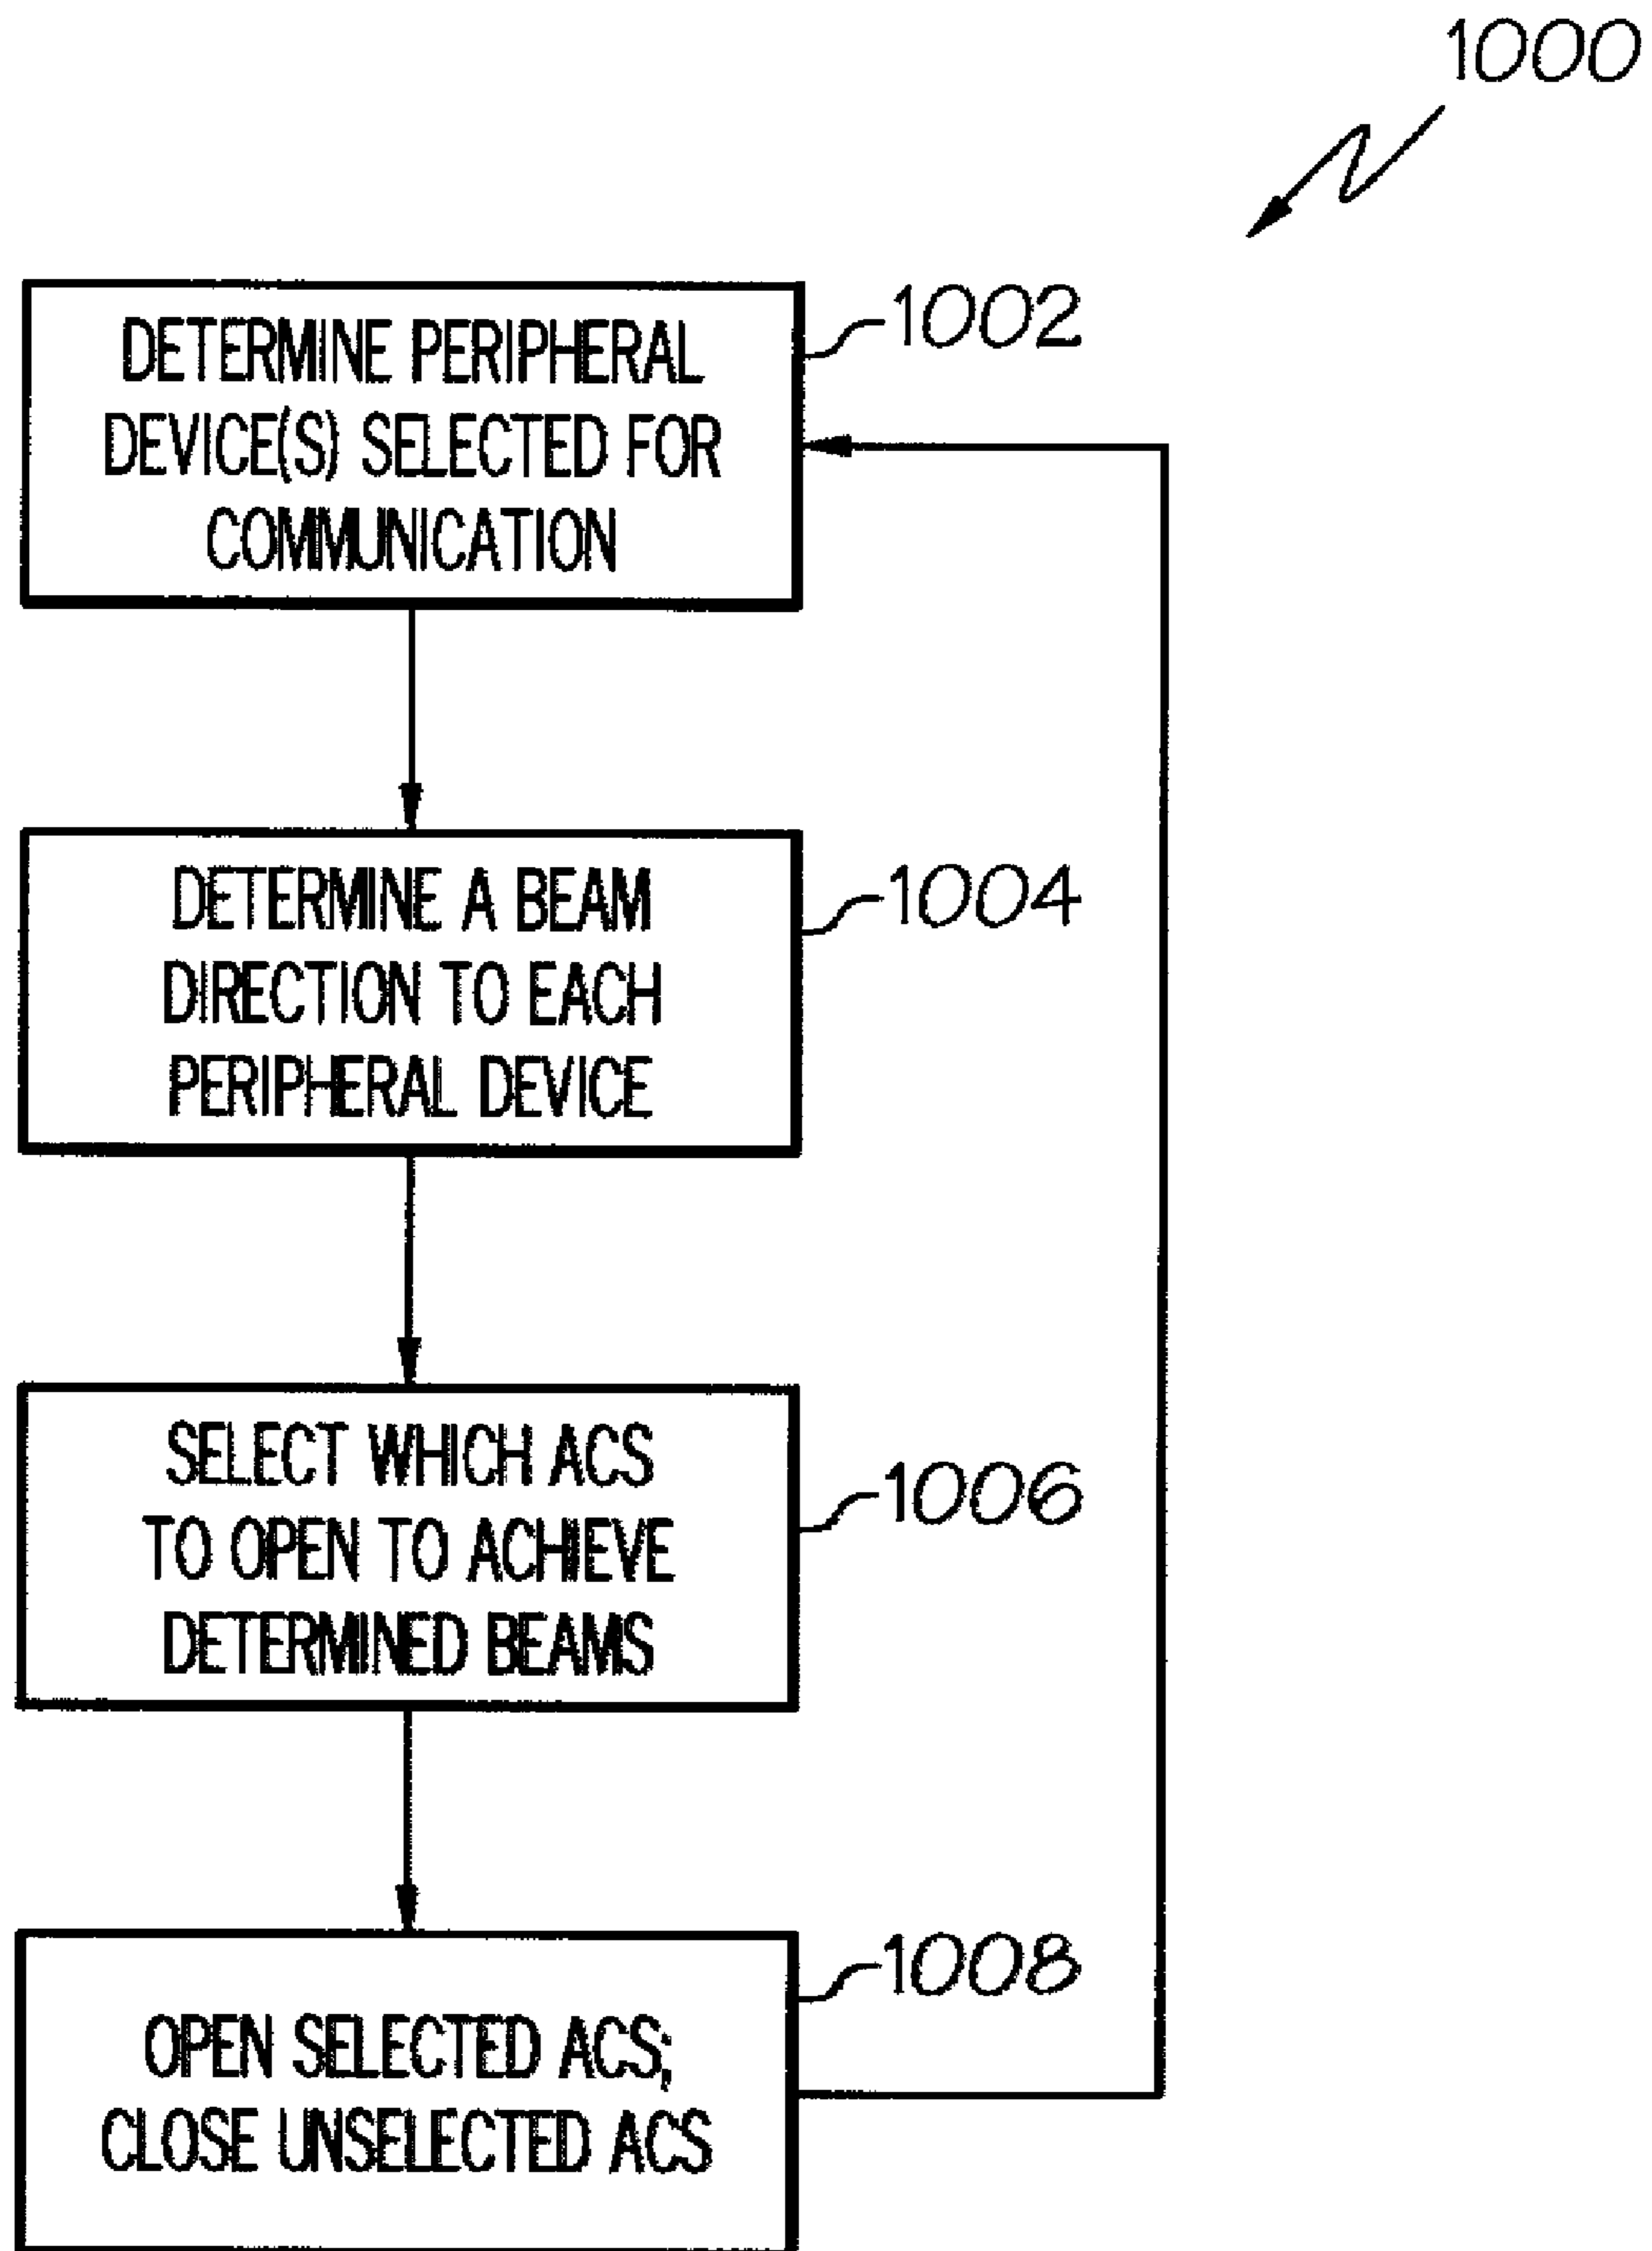 1000
DETERMINE PERIPHERAL
DEVICE(S) SELECTED FOR
COMMUNICATION
1002
DETERMINE A BEAM
DIRECTION TO EACH
PERIPHERAL DEVICE
1004
SELECT WHICH ACS
TO OPEN TO ACHIEVE
DETERMINED BEAMS
1006
OPEN SELECTED ACS;
CLOSE UNSELECTED ACS
1008